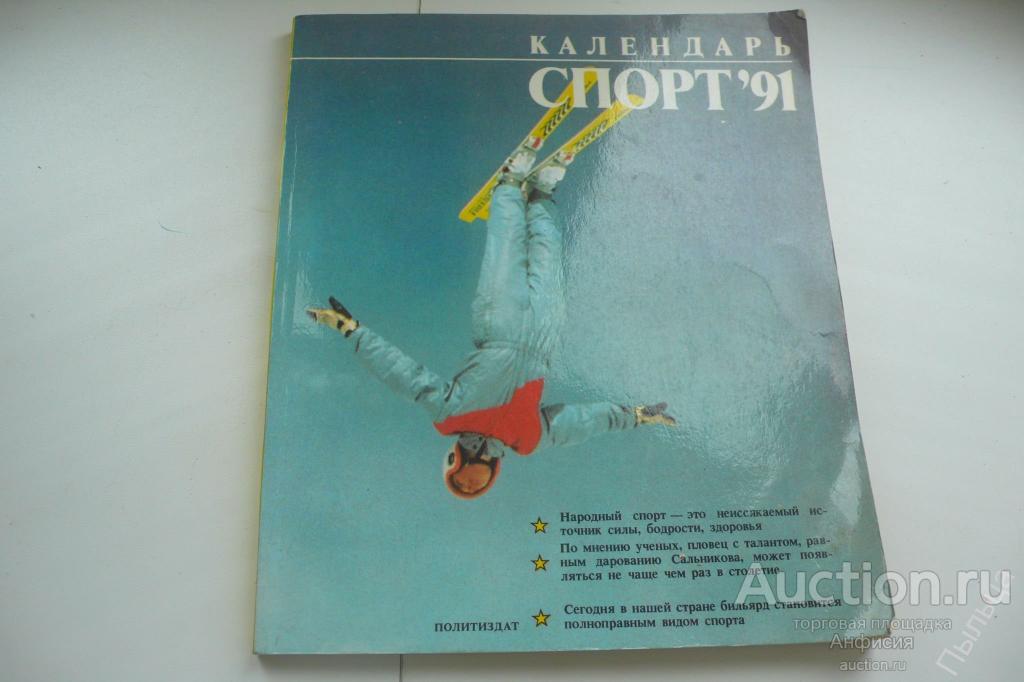 КАЛЕНДАРЬ
СПОРТ'91
Народный спорт — это неиссякаемый ис-
точник силы, бодрости, здоровья
По мнению ученых, пловец с талантом, рав-
ным дарованию Сальникова, может появ-
ляться не чаще чем раз в столетие
Сегодня в нашей стране бильярд становится
полноправным видом спорта
ПОЛИТИЗДАТ
Auction.ru
торговая площадка
Анфисия
auction.ru